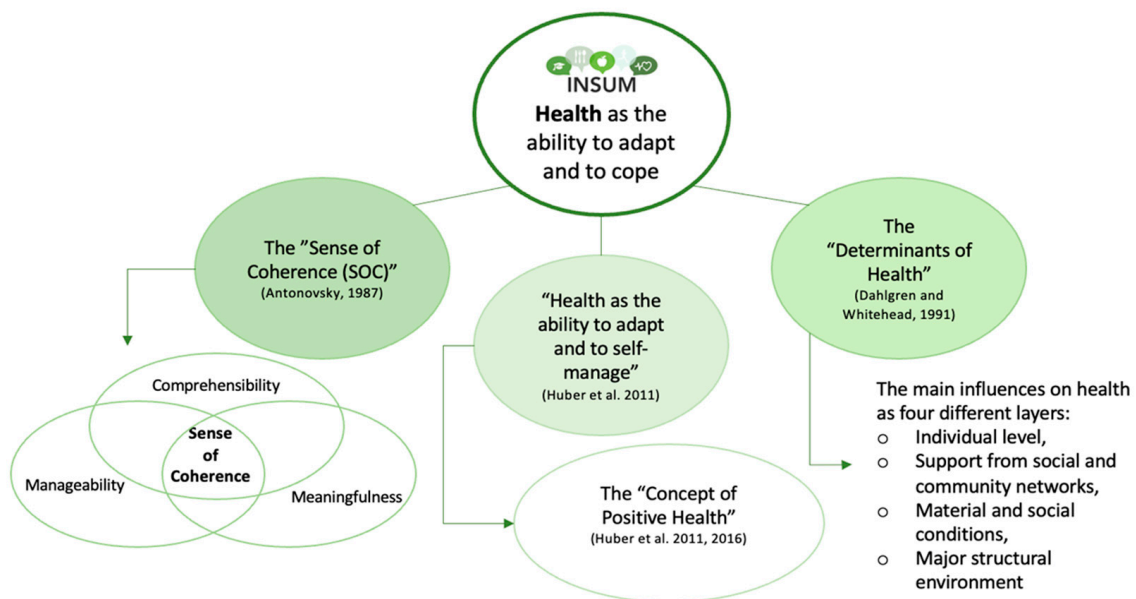 INSUM
Health as the
ability to adapt
and to cope
The ”Sense of
Coherence (SOC)”
(Antonovsky, 1987)
Comprehensibility
Sense
of
Coherence
Manageability
Meaningfulness
“Health as the
ability to adapt
and to self-
manage”
(Huber et al. 2011)
The “Concept of
Positive Health”
(Huber et al. 2011, 2016)
The
“Determinants of
Health”
(Dahlgren and
Whitehead, 1991)
The main influences on health
as four different layers:
o Individual level,
o Support from social and
community networks,
o Material and social
conditions,
o Major structural
environment